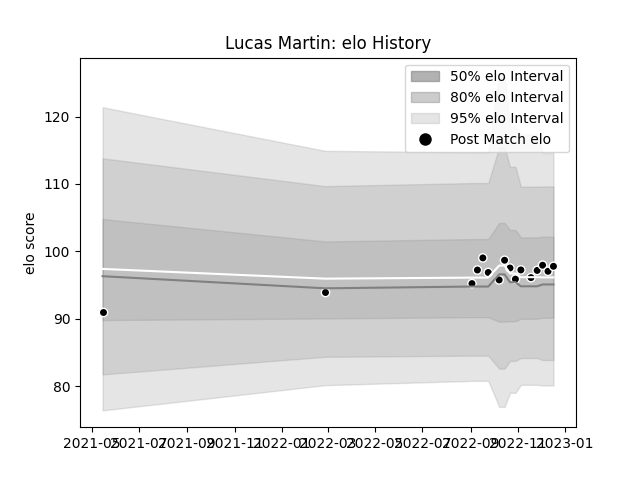 Lucas Martin: elo History
50% elo Interval
80% elo Interval
95% elo Interval
Post Match elo
elo score
120
110
100
90
80
2021-05 2021-07 2021-09 2021-11 2022-01 2022-03 2022-05 2022-07 2022-09 2022-11 2023-01